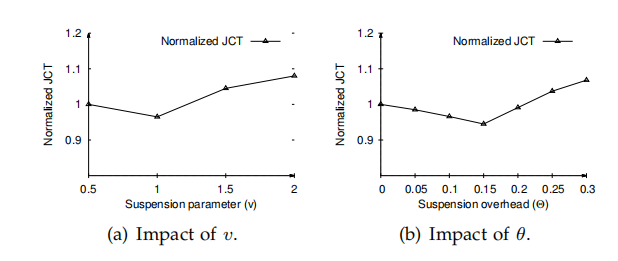 1.2
1.1
1
0.9
Normalized JCT
Normalized JCT
0.5 1 1.5 2
Suspension parameter (v)
(a) Impact of v.
1.2
1.1
1
0.9
Normalized JCT
Normalized JCT
0 0.05 0.1 0.15 0.2 0.25 0.3
Suspension overhead (Θ)
(b) Impact of θ.